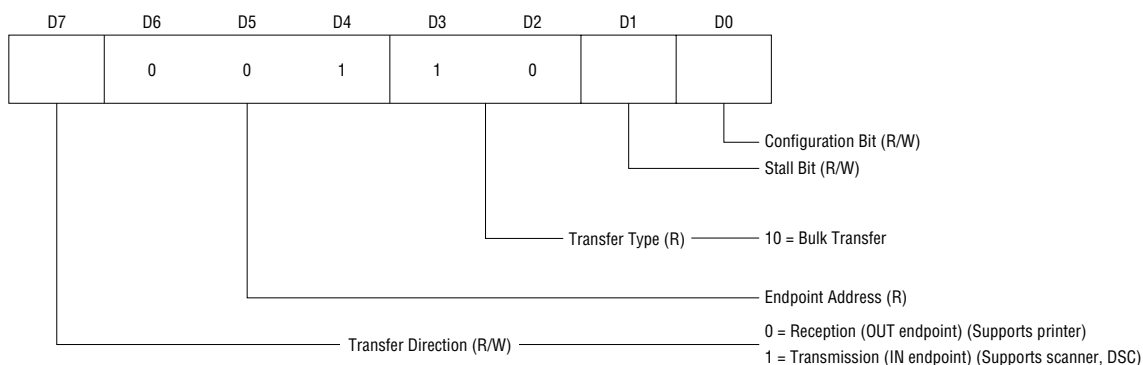 D7 D6 D5 D4 D3 D2 D1 D0
0 0 1 1 0
Configuration Bit (R/W)
Stall Bit (R/W)
Transfer Type (R) 10 = Bulk Transfer
Endpoint Address (R)
0 = Reception (OUT endpoint) (Supports printer)
Transfer Direction (R/W)
1 = Transmission (IN endpoint) (Supports scanner, DSC)